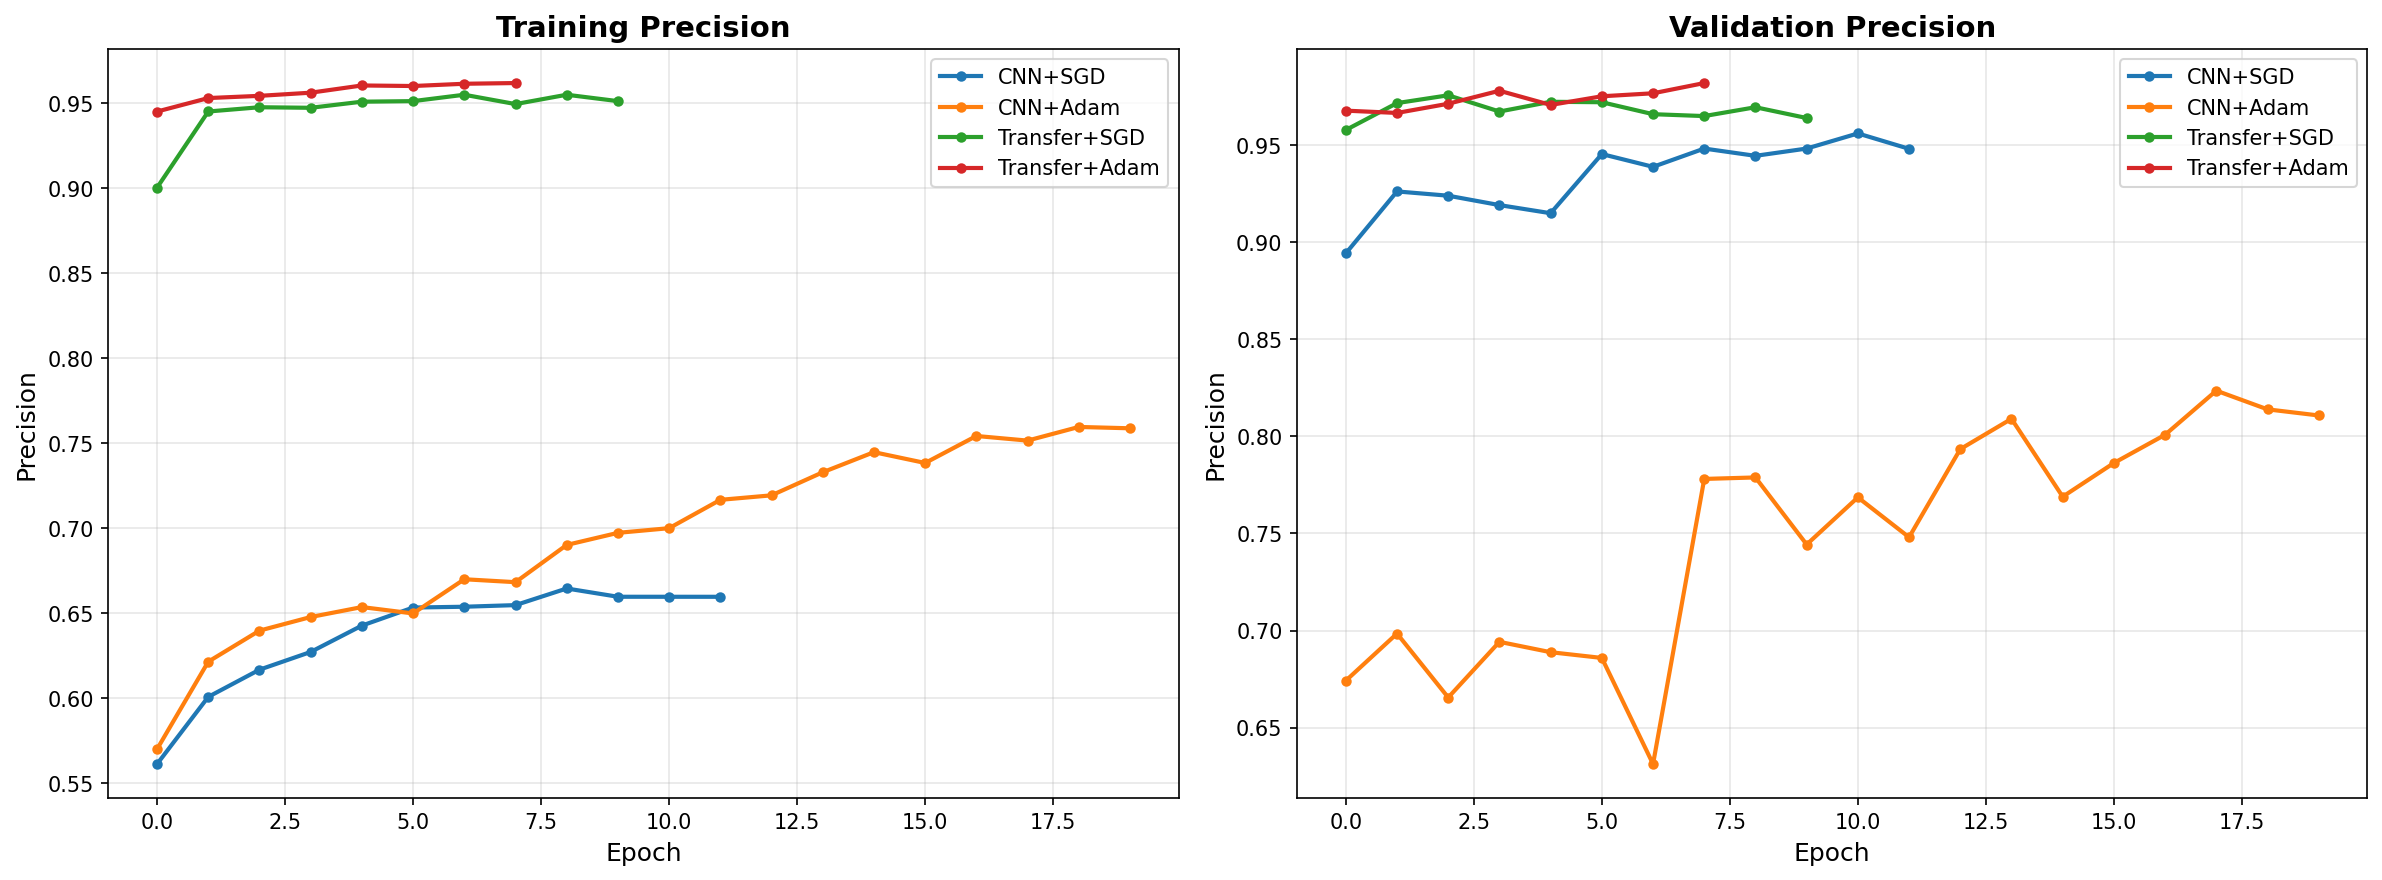 Training Precision
Precision
0.95
0.90
0.85
0.80
0.75
0.70
0.65
0.60
0.55
CNN+SGD
CNN+Adam
Transfer+SGD
Transfer+Adam
0.0 2.5 5.0 7.5 10.0 12.5 15.0 17.5
Epoch
Validation Precision
Precision
0.95
0.90
0.85
0.80
0.75
0.70
0.65
CNN+SGD
CNN+Adam
Transfer+SGD
Transfer+Adam
0.0 2.5 5.0 7.5 10.0 12.5 15.0 17.5
Epoch